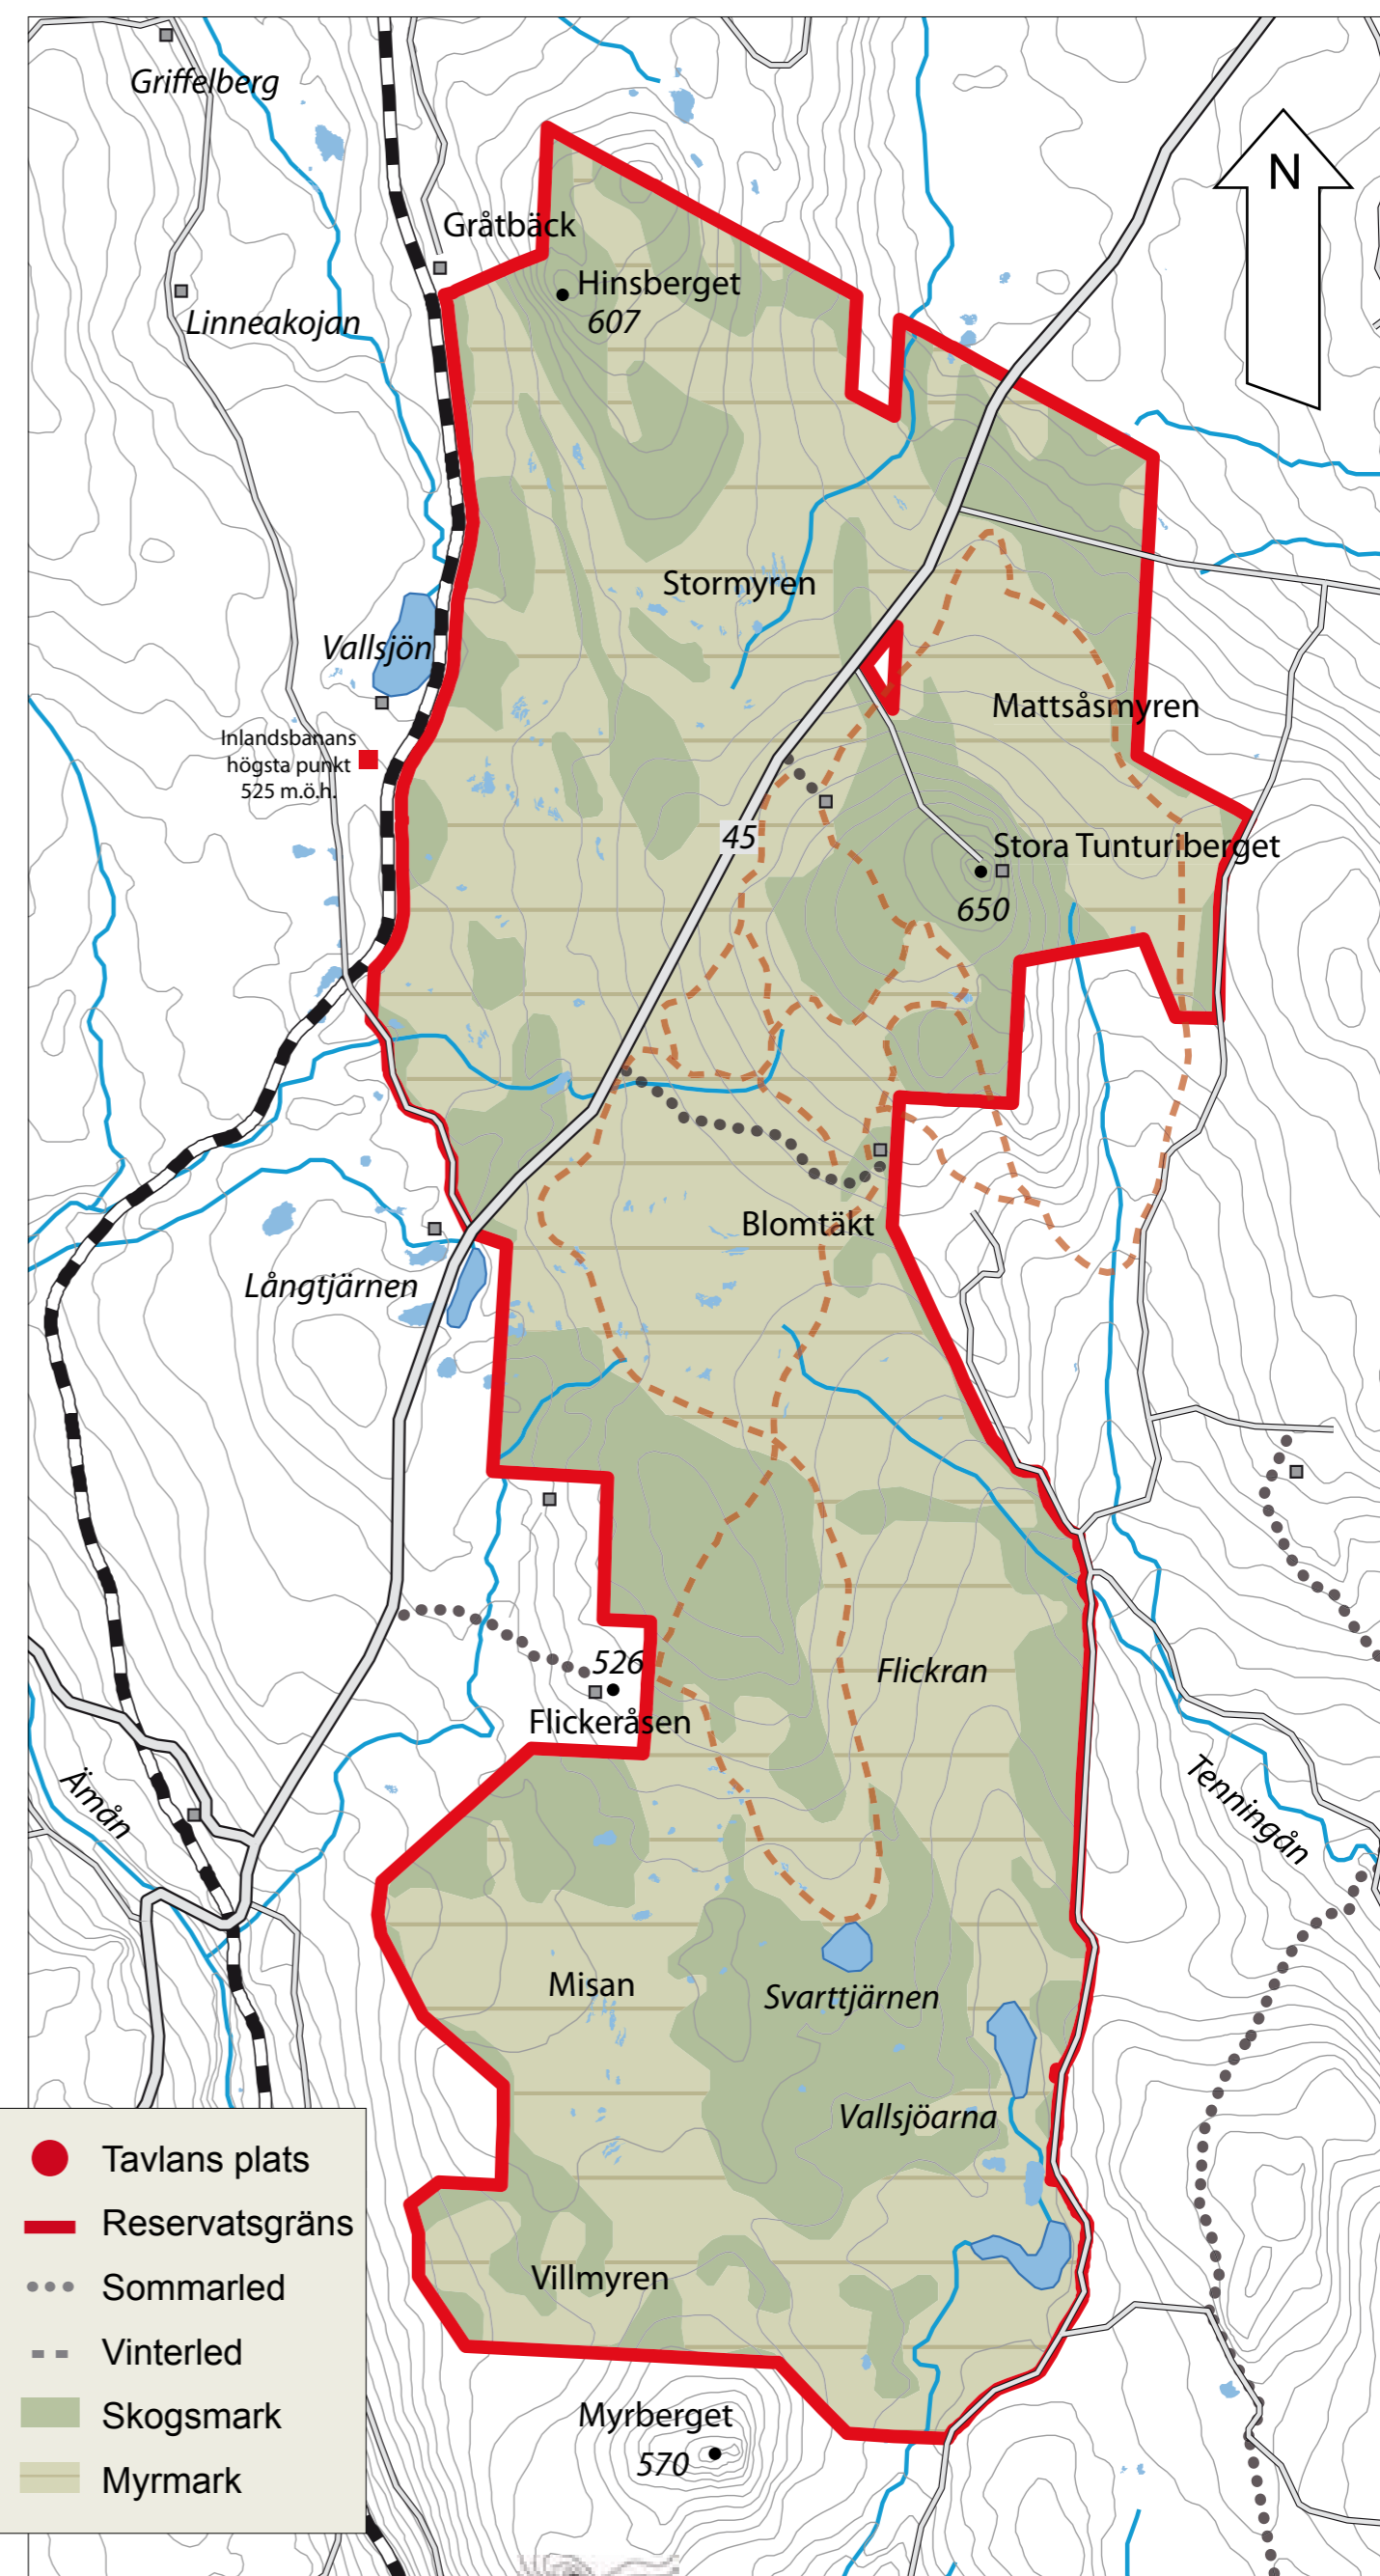 Griffelberg
N
Gråtbäck
Hinsberget
607
Linneakojan
Stormyren
Vallsjön
Mattsåsmyren
Inlandsbanans
högsta punkt
525 m.ö.h.
45
Stora Tunturiberget
650
Blomtäkt
Långtjärnen
526
Flickran
Flickeråsen
Ämån
Tenningån
Misan
Svarttjärnen
Vallsjöarna
Villmyren
Myrberget
570
Tavlans plats
Reservatsgräns
Sommarled
Vinterled
Skogsmark
Myrmark